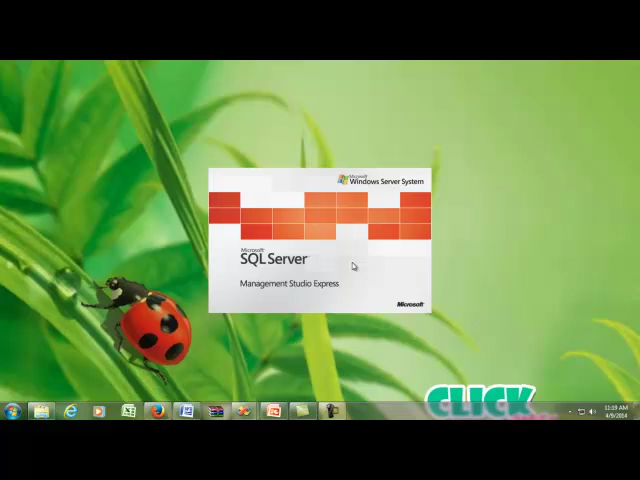 Microsoft
Windows Server System
Microsoft
SQL Server
Management Studio Express
Microsoft
CLICK
11:19 AM
4/9/2014